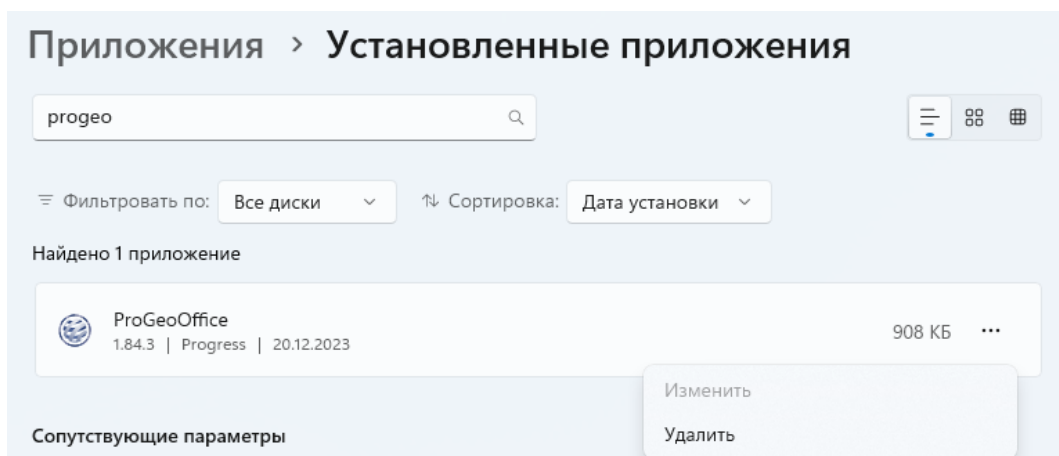 Приложения > Установленные приложения
progeo
Фильтровать по: Все диски Сортировка: Дата установки
Найдено 1 приложение
ProGeoOffice
1.84.3 | Progress | 20.12.2023
908 КБ
Изменить
Удалить
Сопутствующие параметры